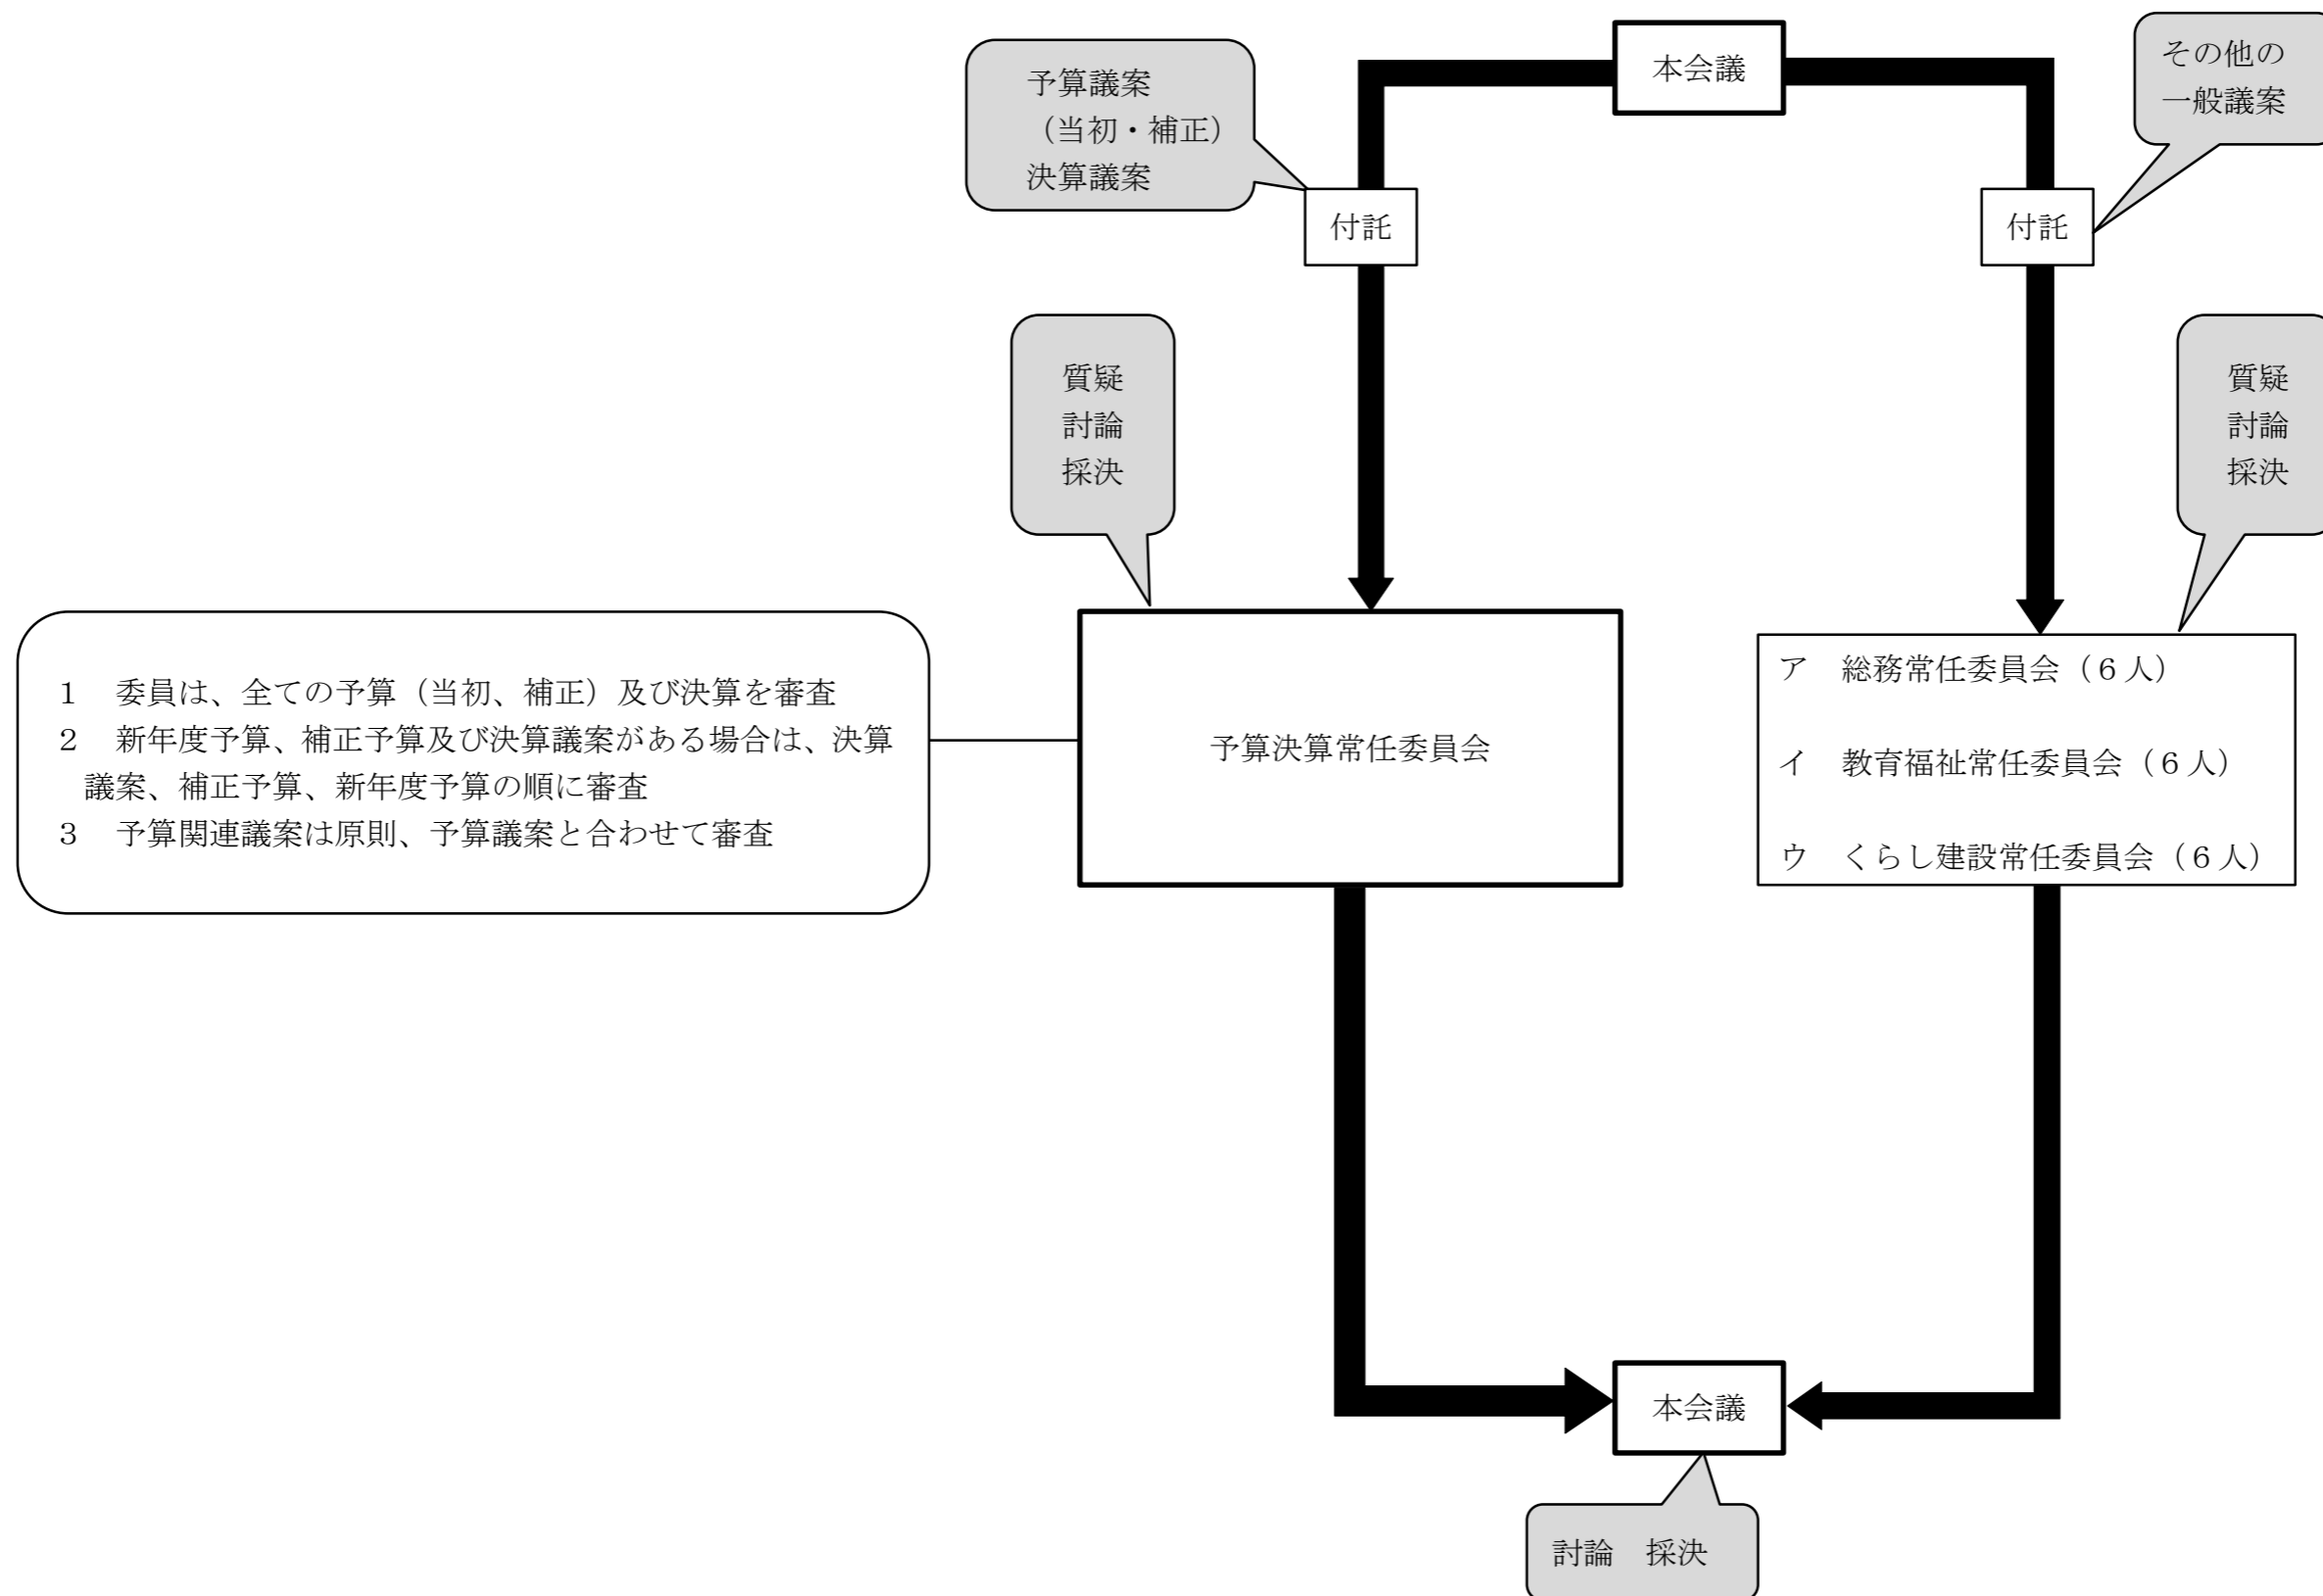 本会議
予算議案
（当初・補正）
決算議案
その他の
一般議案
付託
付託
質疑
討論
採決
質疑
討論
採決
１　委員は、全ての予算（当初、補正）及び決算を審査
２　新年度予算、補正予算及び決算議案がある場合は、決算
議案、補正予算、新年度予算の順に審査
３　予算関連議案は原則、予算議案と合わせて審査
予算決算常任委員会
ア　総務常任委員会（６人）
イ　教育福祉常任委員会（６人）
ウ　くらし建設常任委員会（６人）
本会議
討論　採決